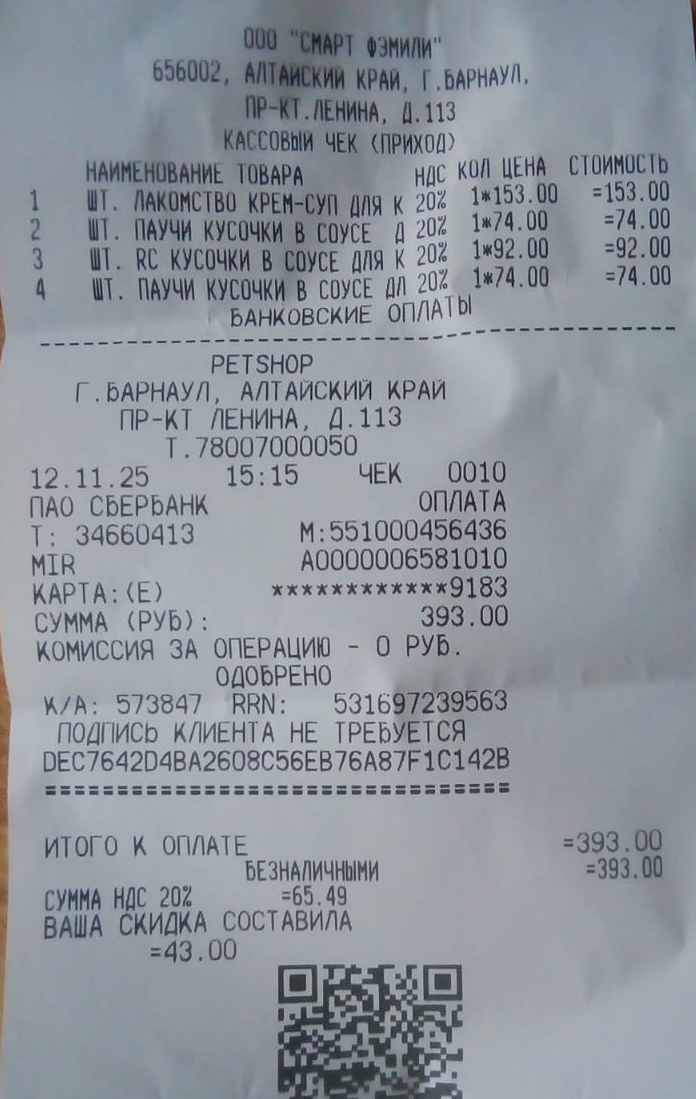 ООО "СМАРТ ФЭМИЛИ"
656002, АЛТАЙСКИЙ КРАЙ, Г.БАРНАУЛ,
ПР-КТ.ЛЕНИНА, Д.113
КАССОВЫЙ ЧЕК (ПРИХОД)
НАИМЕНОВАНИЕ ТОВАРА НДС КОЛ ЦЕНА СТОИМОСТЬ
1 ШТ. ЛАКОМСТВО КРЕМ-СУП ДЛЯ К 20% 1*153.00 =153.00
2 ШТ. ПАУЧИ КУСОЧКИ В СОУСЕ Д 20% 1*74.00 =74.00
3 ШТ. RC КУСОЧКИ В СОУСЕ ДЛЯ К 20% 1*92.00 =92.00
4 ШТ. ПАУЧИ КУСОЧКИ В СОУСЕ ДЛ 20% 1*74.00 =74.00
БАНКОВСКИЕ ОПЛАТЫ
PETSHOP
Г.БАРНАУЛ, АЛТАЙСКИЙ КРАЙ
ПР-КТ ЛЕНИНА, Д.113
Т.78007000050
12.11.25 15:15 ЧЕК 0010
ПАО СБЕРБАНК ОПЛАТА
Т: 34660413 М:551000456436
MIR A0000006581010
КАРТА:(E) ************9183
СУММА (РУБ): 393.00
КОМИССИЯ ЗА ОПЕРАЦИЮ - 0 РУБ.
ОДОБРЕНО
К/А: 573847 RRN: 531697239563
ПОДПИСЬ КЛИЕНТА НЕ ТРЕБУЕТСЯ
DEC7642D4BA2608C56EB76A87F1C142B
================================
ИТОГО К ОПЛАТЕ =393.00
БЕЗНАЛИЧНЫМИ =393.00
СУММА НДС 20% =65.49
ВАША СКИДКА СОСТАВИЛА
=43.00